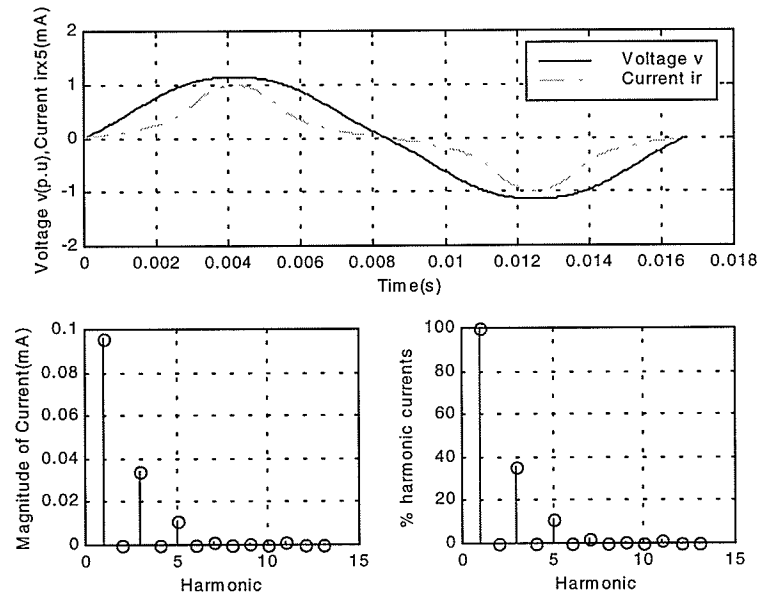 Voltage v(p.u),Current irx5(mA)
2
1
0
-1
-2
Voltage v
Current ir
0 0.002 0.004 0.006 0.008 0.01 0.012 0.014 0.016 0.018
Time(s)
Magnitude of Current(mA)
0.1
0.08
0.06
0.04
0.02
0
0 5 10 15
Harmonic
% harmonic currents
100
80
60
40
20
0
0 5 10 15
Harmonic